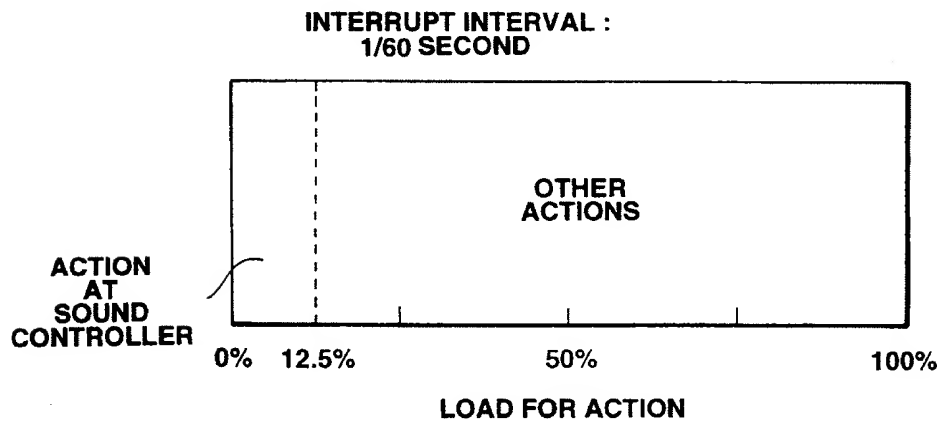 INTERRUPT INTERVAL :
1/60 SECOND
OTHER
ACTIONS
ACTION
AT
SOUND
CONTROLLER
0% 12.5% 50% 100%
LOAD FOR ACTION